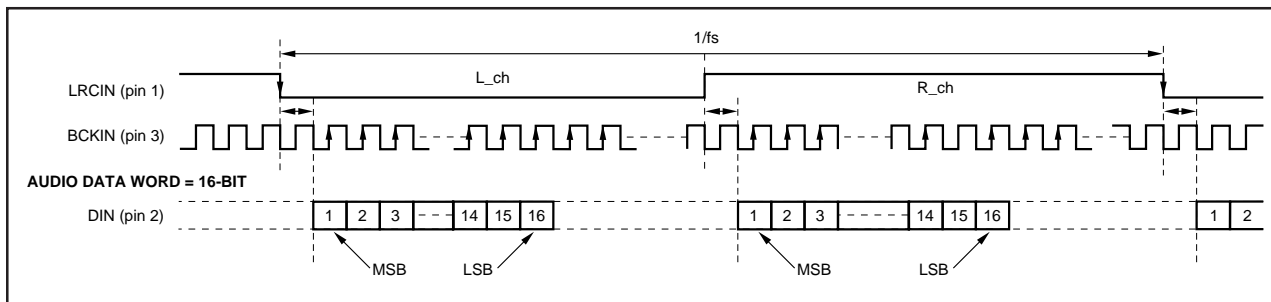 1/fs
L_ch
LRCIN (pin 1)
R_ch
BCKIN (pin 3)
AUDIO DATA WORD = 16-BIT
DIN (pin 2)
1 2 3 14 15 16 1 2 3 14 15 16 1 2
MSB LSB MSB LSB